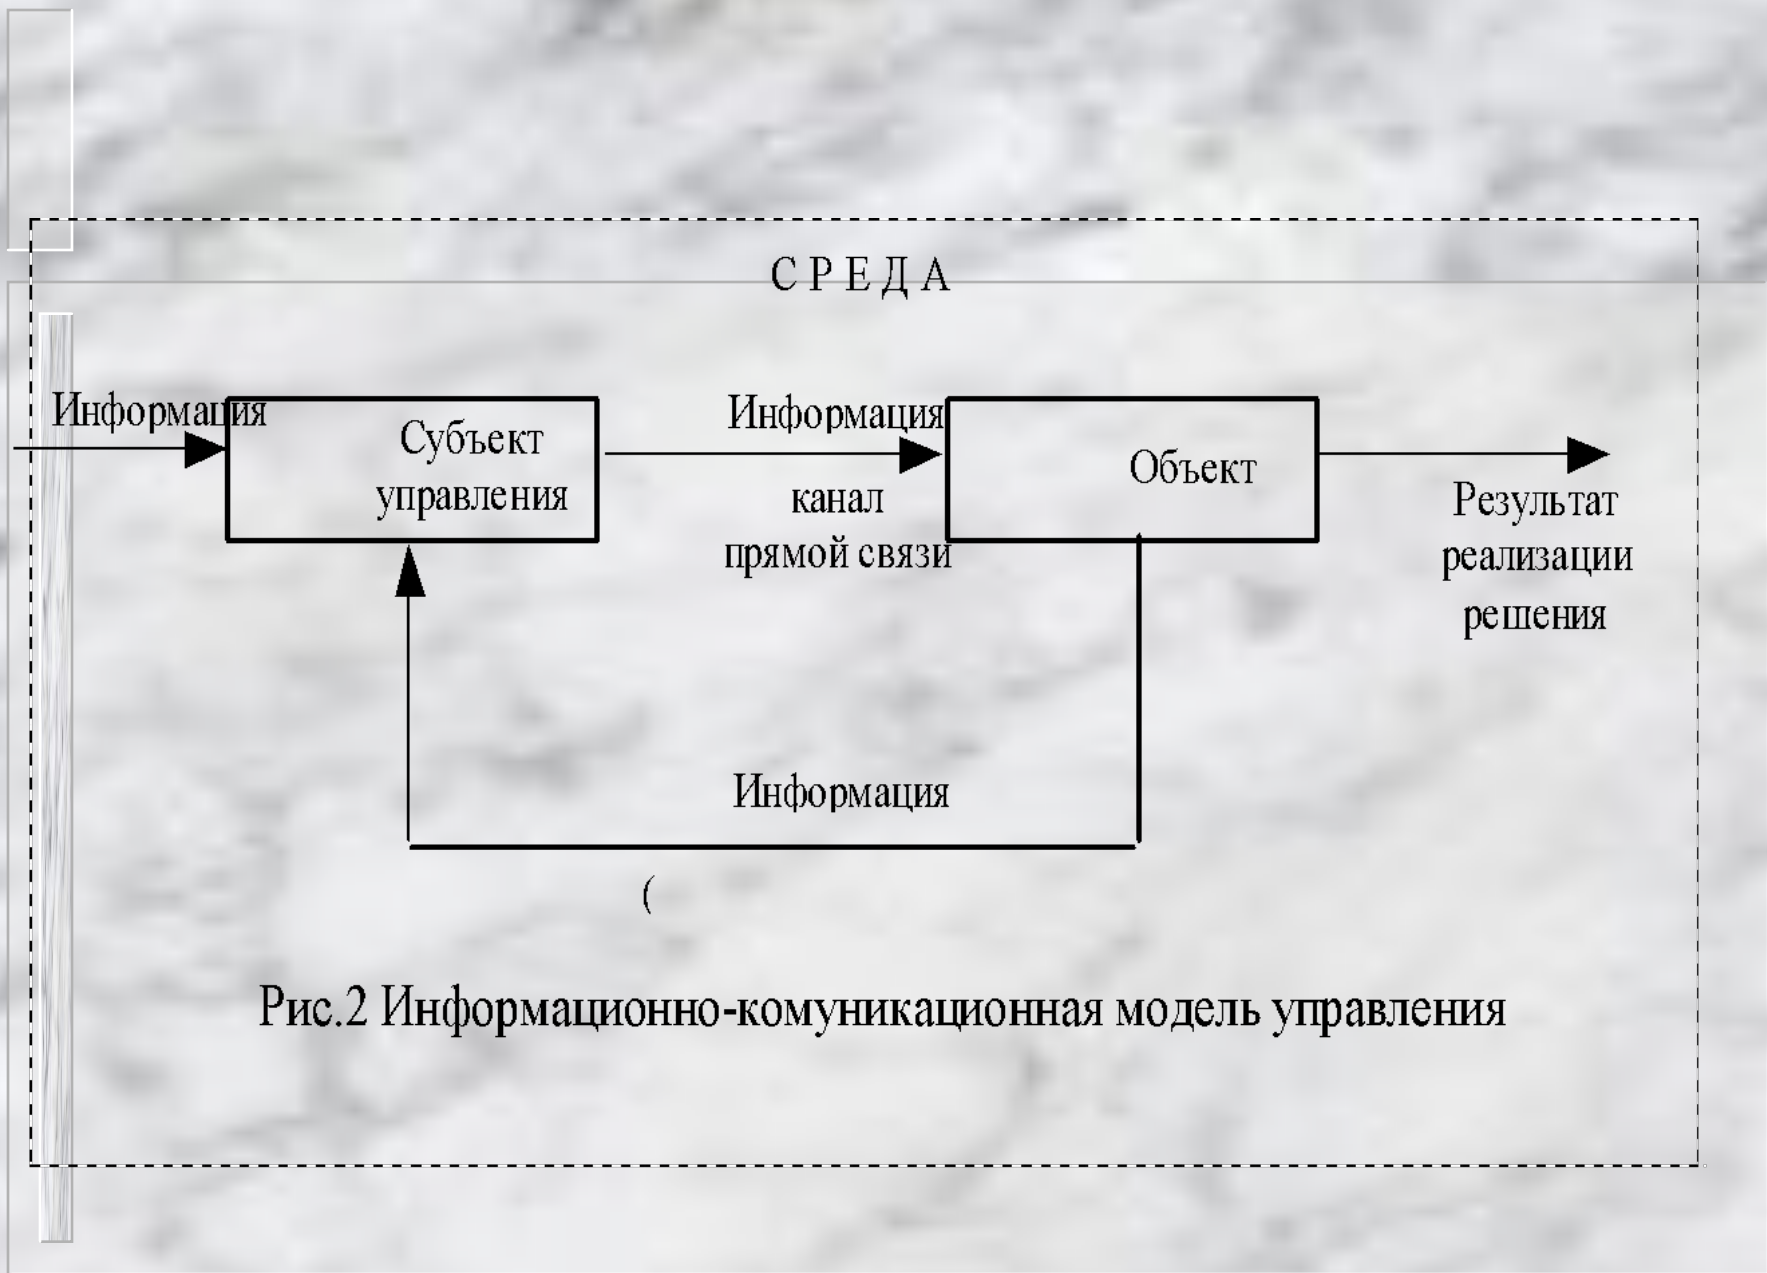 С Р Е Д А
Информация
Субъект
управления
Информация
канал
прямой связи
Объект
Результат
реализации
решения
Информация
(
Рис.2 Информационно-комуникационная модель управления